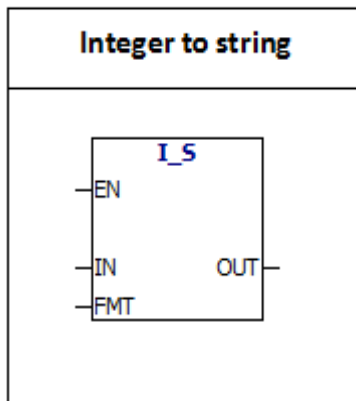 Integer to string
I_S
EN
IN OUT
FMT